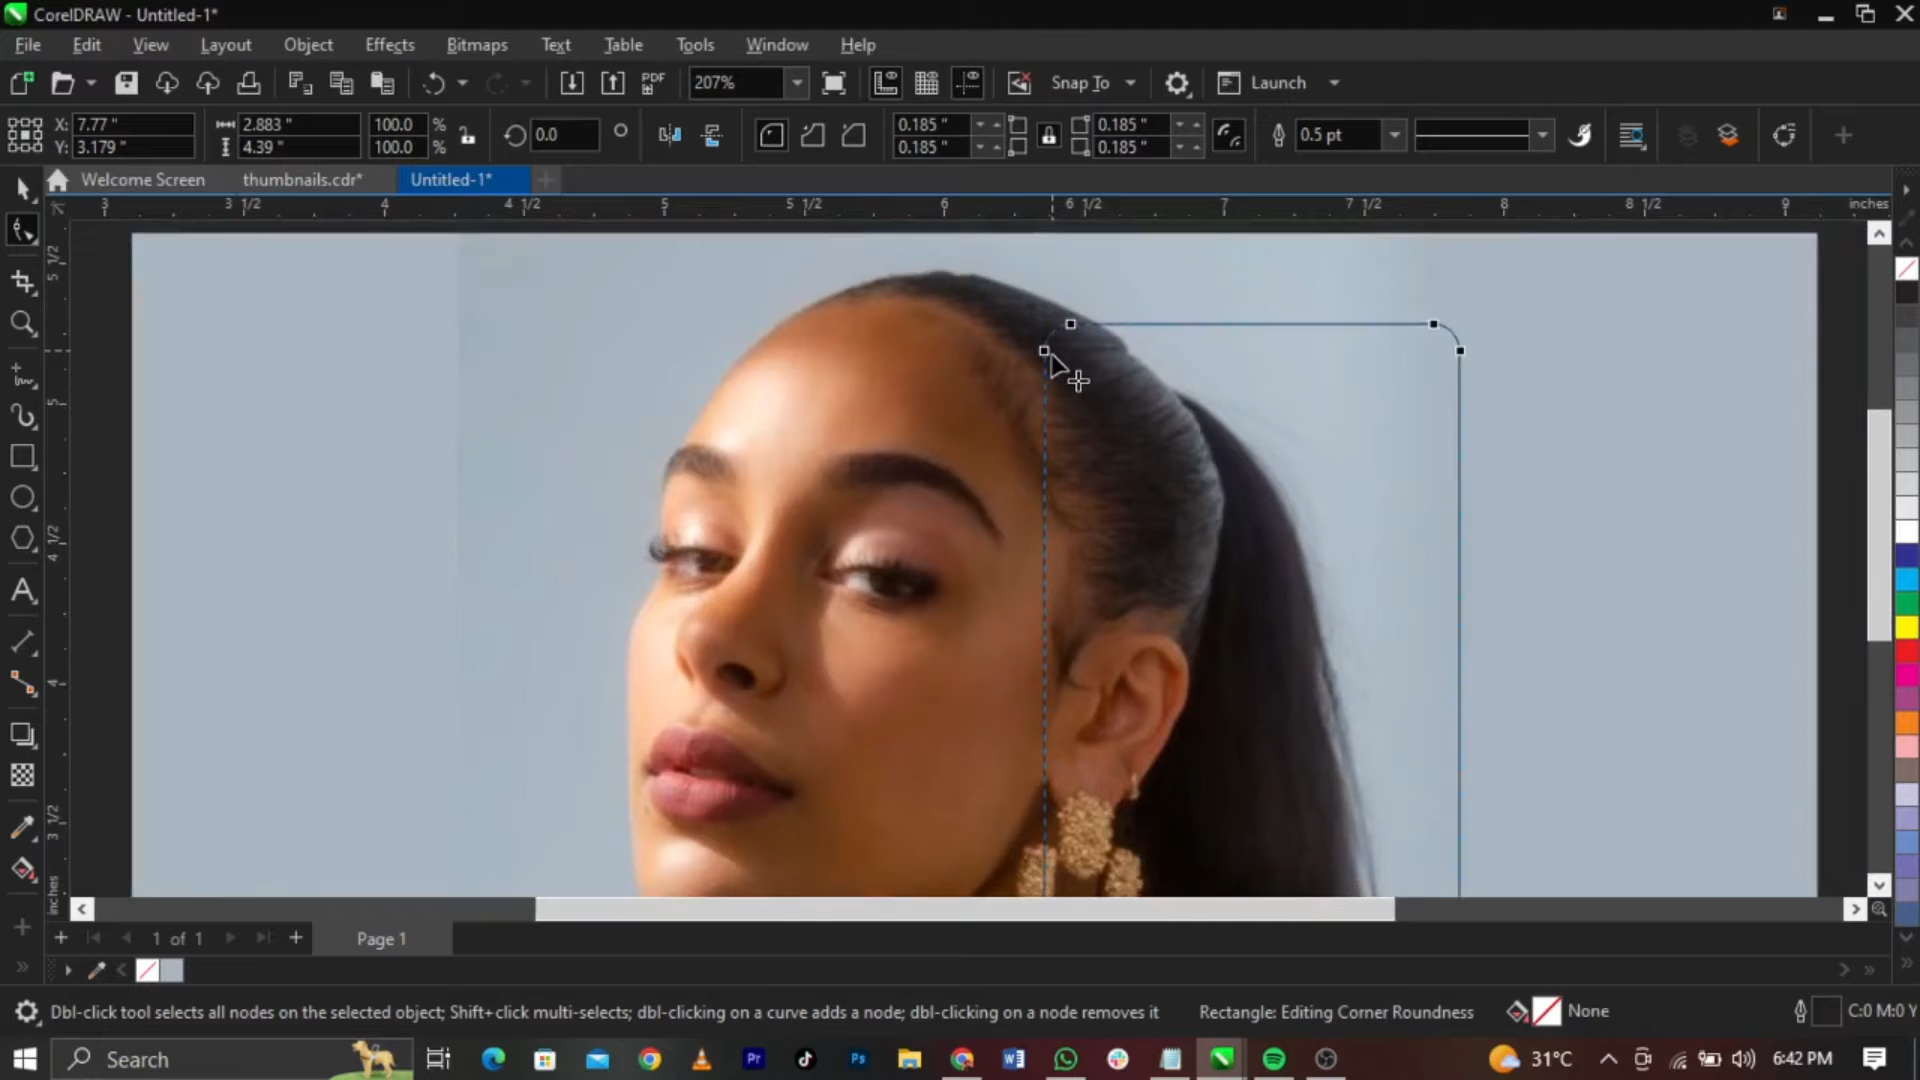 CorelDRAW - Untitled-1*
File Edit View Layout Object Effects Bitmaps Text Table Tools Window Help
PDF 207% Snap To Launch
X: 7.77 " 2.883 " 100.0 % 0.0 0.185 " 0.185 " 0.5 pt
Y: 3.179 " 4.39 " 100.0 % 0.185 " 0.185 "
Welcome Screen thumbnails.cdr* Untitled-1*
3 3 1/2 4 4 1/2 5 5 1/2 6 6 1/2 7 7 1/2 8 8 1/2 9 inches
5 1/2
5
4 1/2
4
3 1/2
inches
1 of 1 Page 1
Dbl-click tool selects all nodes on the selected object; Shift+click multi-selects; dbl-clicking on a curve adds a node; dbl-clicking on a node removes it Rectangle: Editing Corner Roundness None C:0 M:0 Y
Search Pr Ps 31°C 6:42 PM